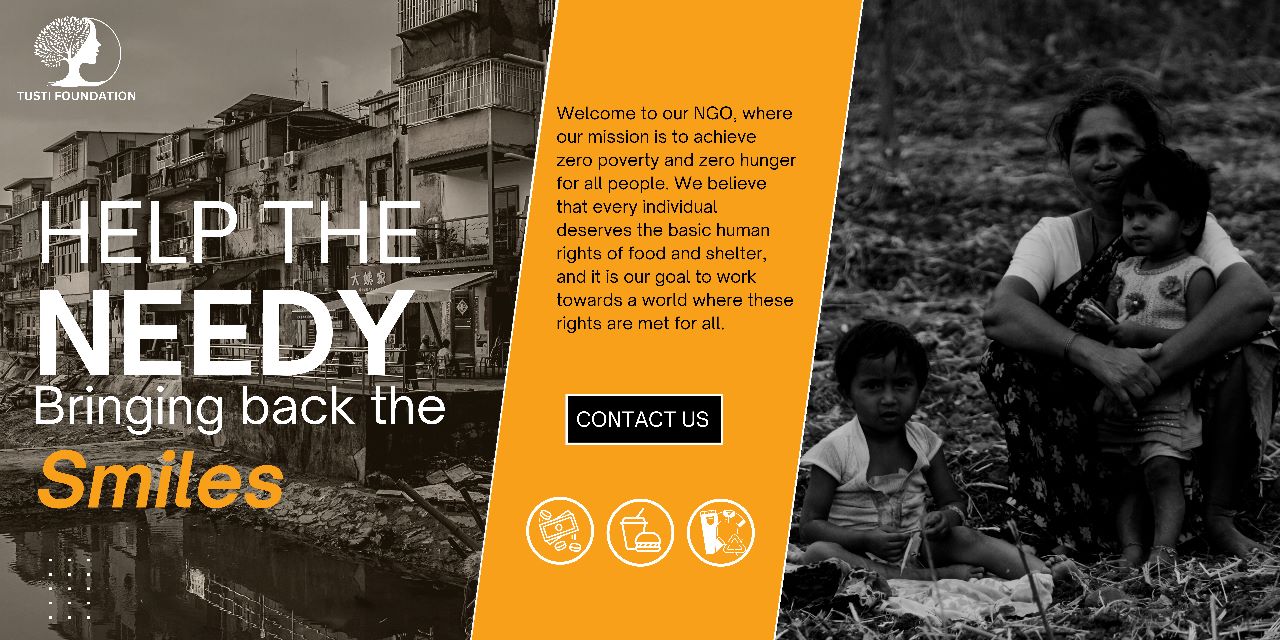 TUSTI FOUNDATION
HELP THE
NEEDY
Bringing back the
Smiles
Welcome to our NGO, where
our mission is to achieve
zero poverty and zero hunger
for all people. We believe
that every individual
deserves the basic human
rights of food and shelter,
and it is our goal to work
towards a world where these
rights are met for all.
CONTACT US